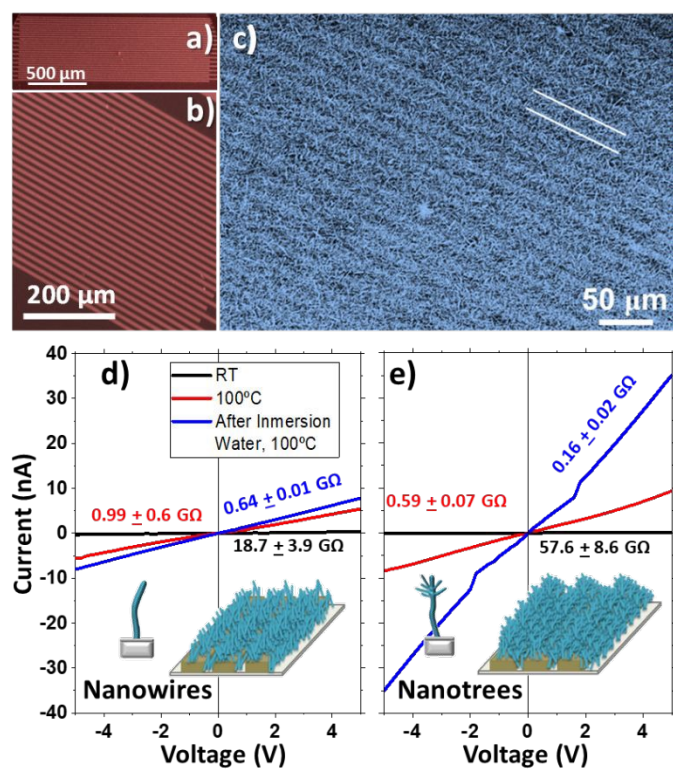 a)
500 µm
b)
200 µm
c)
50 µm
d)
RT
100ºC
After Inmersion
Water, 100ºC
0.99 ± 0.6 GΩ
0.64 ± 0.01 GΩ
18.7 ± 3.9 GΩ
Nanowires
e)
0.16 ± 0.02 GΩ
0.59 ± 0.07 GΩ
57.6 ± 8.6 GΩ
Nanotrees
Current (nA)
40
30
20
10
0
-10
-20
-30
-40
-4 -2 0 2 4
-4 -2 0 2 4
Voltage (V)
Voltage (V)